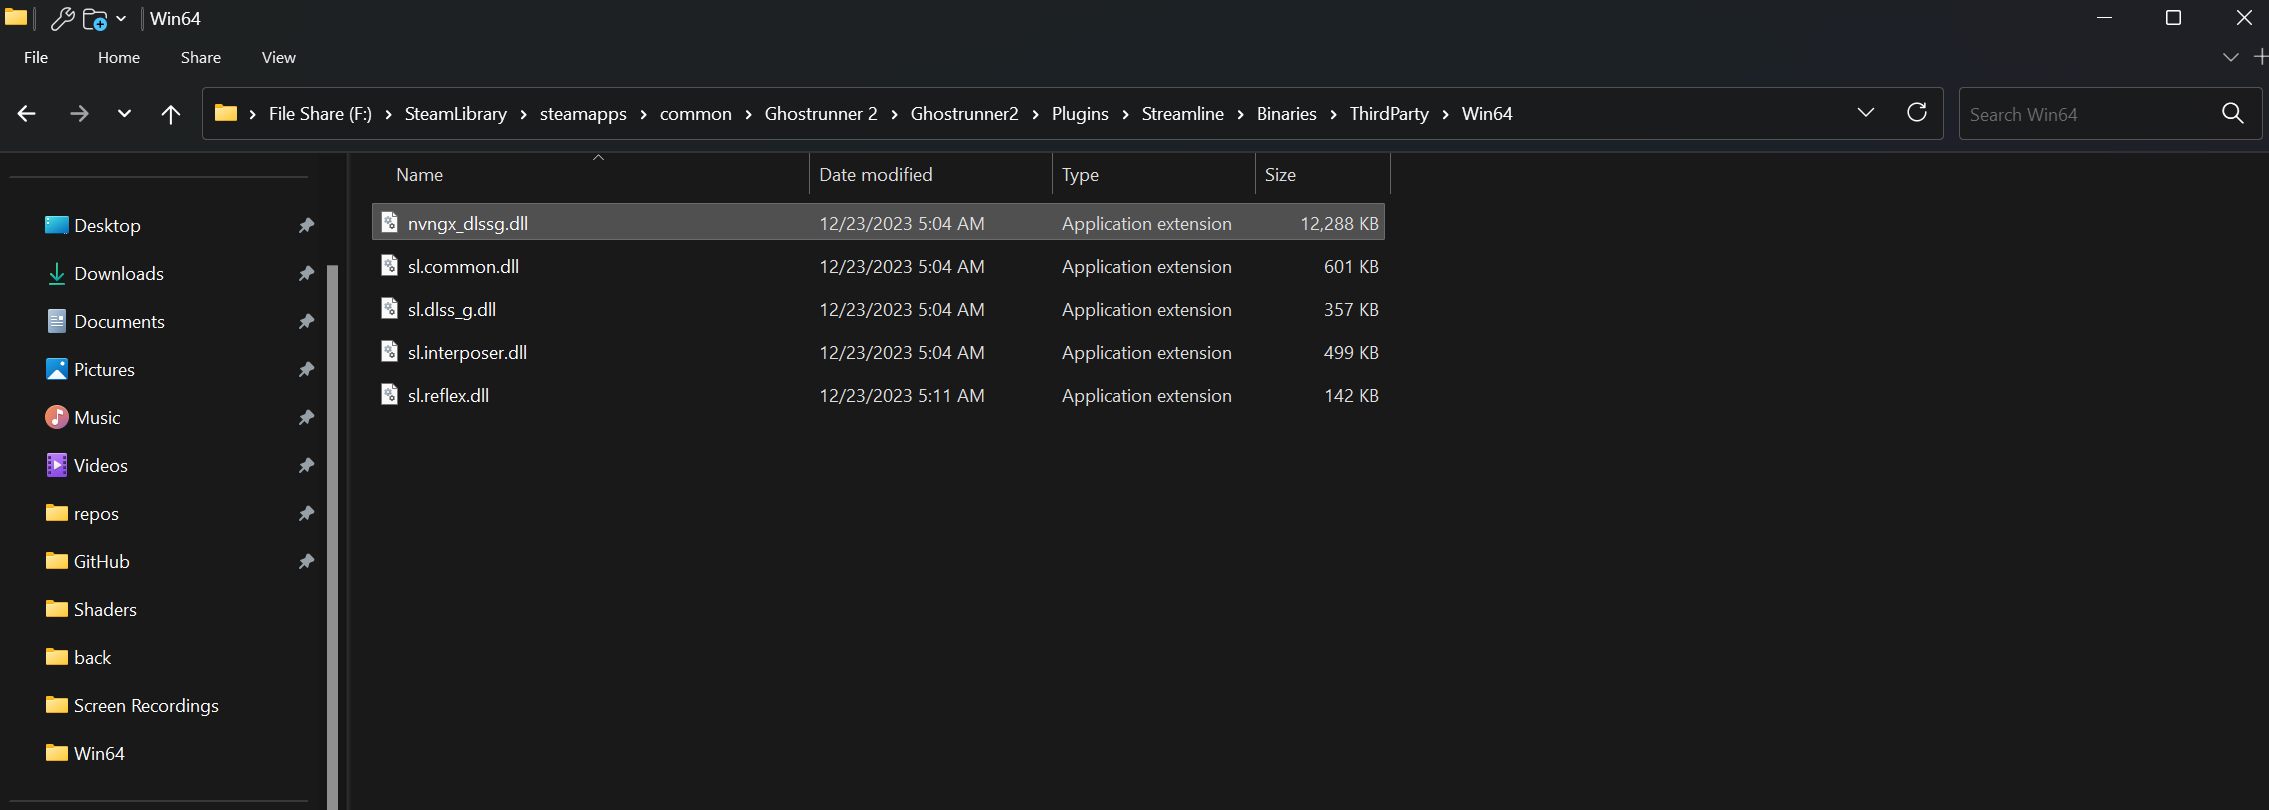 Win64
File Home Share View
File Share (F:) SteamLibrary steamapps common Ghostrunner 2 Ghostrunner2 Plugins Streamline Binaries ThirdParty Win64
Search Win64
Name Date modified Type Size
Desktop
Downloads
Documents
Pictures
Music
Videos
repos
GitHub
Shaders
back
Screen Recordings
Win64
nvngx_dlssg.dll 12/23/2023 5:04 AM Application extension 12,288 KB
sl.common.dll 12/23/2023 5:04 AM Application extension 601 KB
sl.dlss_g.dll 12/23/2023 5:04 AM Application extension 357 KB
sl.interposer.dll 12/23/2023 5:04 AM Application extension 499 KB
sl.reflex.dll 12/23/2023 5:11 AM Application extension 142 KB